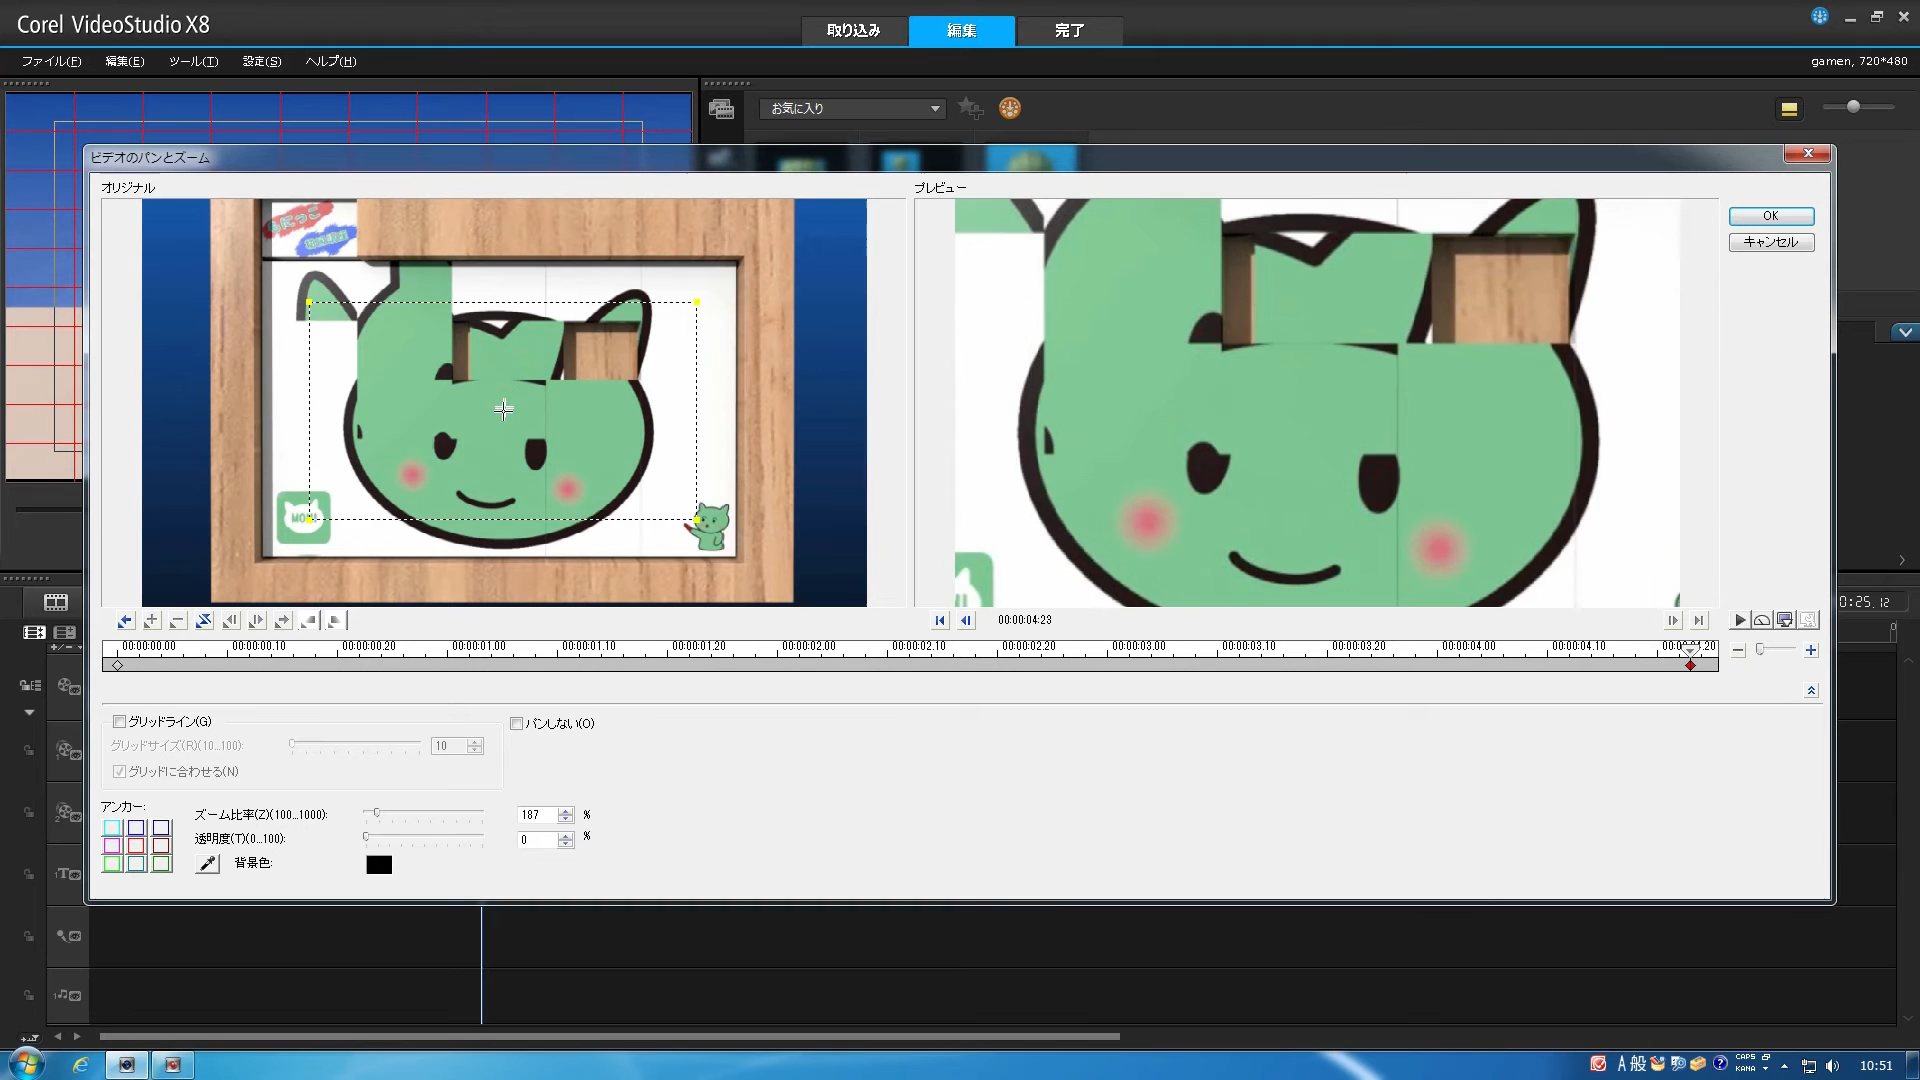 Corel VideoStudio X8
取り込み
編集
完了
ファイル(F)
編集(E)
ツール(T)
設定(S)
ヘルプ(H)
gamen, 720*480
お気に入り
ビデオのパンとズーム
オリジナル
プレビュー
OK
キャンセル
00:00:04:23
0:25.12
00:00:00.00
00:00:00.10
00:00:00.20
00:00:01.00
00:00:01.10
00:00:01.20
00:00:02.00
00:00:02.10
00:00:02.20
00:00:03.00
00:00:03.10
00:00:03.20
00:00:04.00
00:00:04.10
グリッドライン(G)
パンしない(O)
グリッドサイズ(R)(10...100):
10
グリッドに合わせる(N)
アンカー:
ズーム比率(Z)(100...1000):
187
%
透明度(T)(0...100):
0
%
背景色:
A 般
CAPS
KANA
10:51